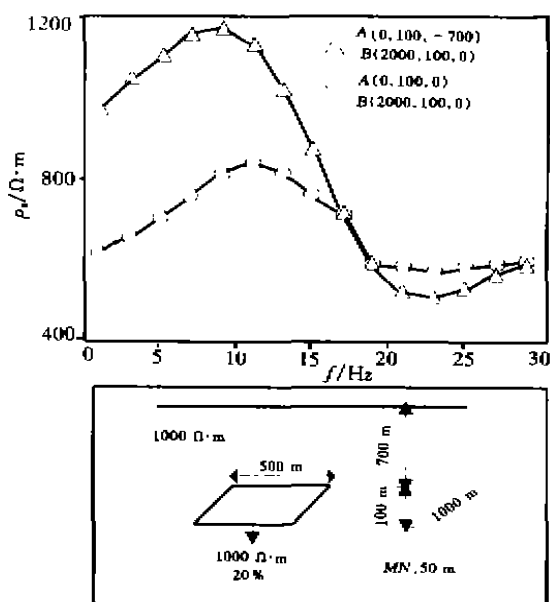 1200
800
400
ρs/Ω·m
A(0,100,-700)
B(2000,100,0)
A(0,100,0)
B(2000,100,0)
0 5 10 15 20 25 30
f/Hz
1000 Ω·m
500 m
700 m
100 m
1000 m
1000 Ω·m
20%
MN,50 m